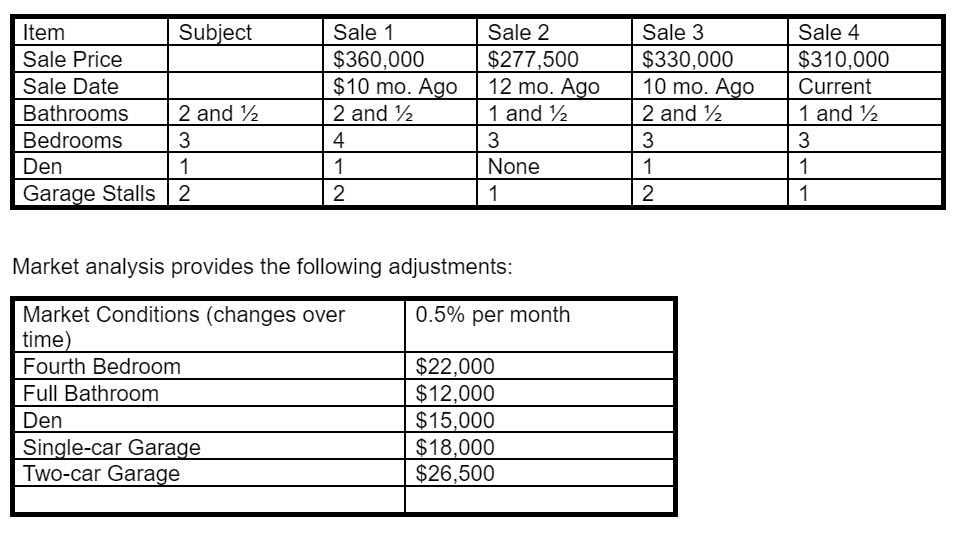 Item Subject Sale 1 Sale 2 Sale 3 Sale 4
Sale Price $360,000 $277,500 $330,000 $310,000
Sale Date $10 mo. Ago 12 mo. Ago 10 mo. Ago Current
Bathrooms 2 and ½ 2 and ½ 1 and ½ 2 and ½ 1 and ½
Bedrooms 3 4 3 3 3
Den 1 1 None 1 1
Garage Stalls 2 2 1 2 1
Market analysis provides the following adjustments:
Market Conditions (changes over 0.5% per month
time)
Fourth Bedroom $22,000
Full Bathroom $12,000
Den $15,000
Single-car Garage $18,000
Two-car Garage $26,500